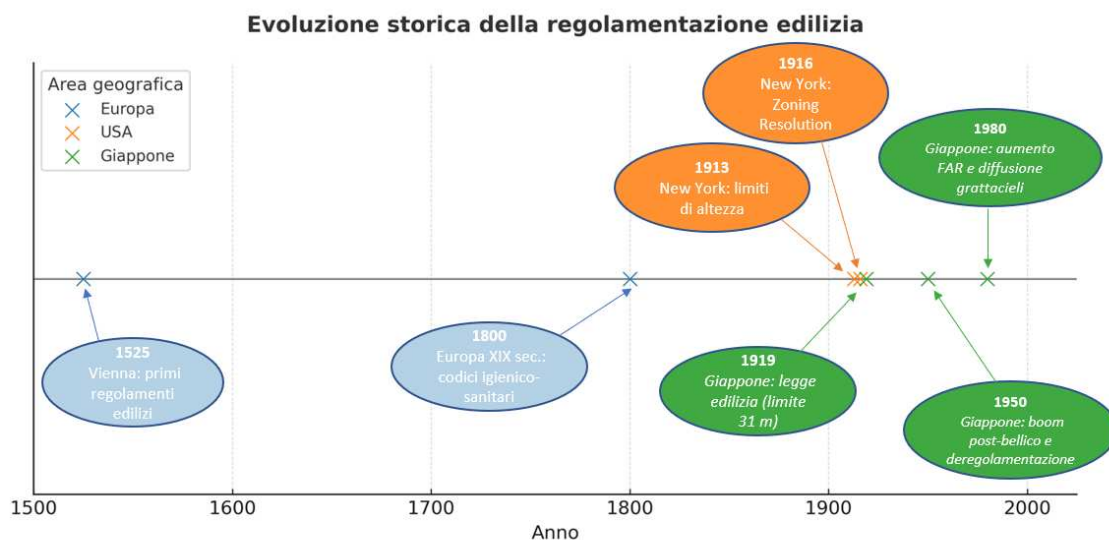 Evoluzione storica della regolamentazione edilizia
Area geografica
Europa
USA
Giappone
1916
New York:
Zoning
Resolution
1913
New York: limiti
di altezza
1980
Giappone: aumento
FAR e diffusione
grattacieli
1525
Vienna: primi
regolamenti
edilizi
1800
Europa XIX sec.:
codici igienico-
sanitari
1919
Giappone: legge
edilizia (limite
31 m)
1950
Giappone: boom
post-bellico e
deregolamentazione
1500
1600
1700
1800
1900
2000
Anno